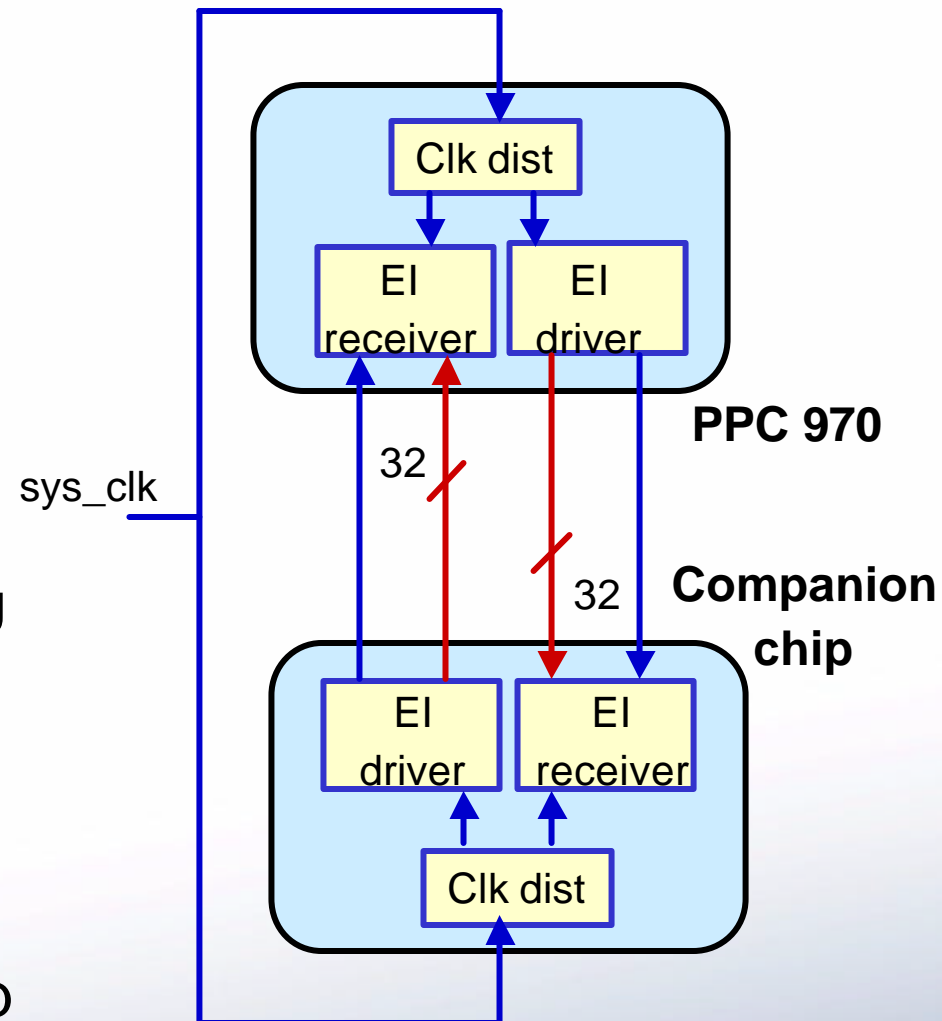 Clk dist
EI
receiver
EI
driver
PPC 970
32
sys_clk
32
Companion
chip
EI
driver
EI
receiver
Clk dist